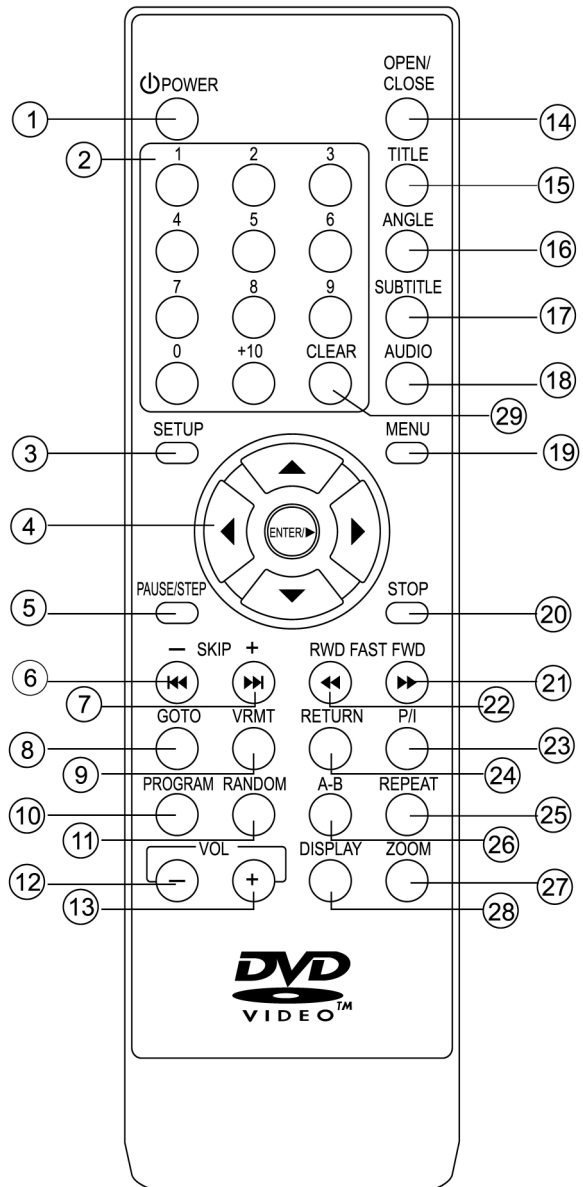 OPEN/
⏻POWER CLOSE
1 14
2 1 2 3 TITLE
15
4 5 6 ANGLE
16
7 8 9 SUBTITLE
17
0 +10 CLEAR AUDIO
18
29
SETUP MENU
3 19
4 ENTER/▶
PAUSE/STEP STOP
5 20
− SKIP + RWD FAST FWD
6 21
7 22
GOTO VRMT RETURN P/I
8 23
9 24
PROGRAM RANDOM A-B REPEAT
10 25
11 26
VOL DISPLAY ZOOM
12 − + 27
13 28
DVD
VIDEO™